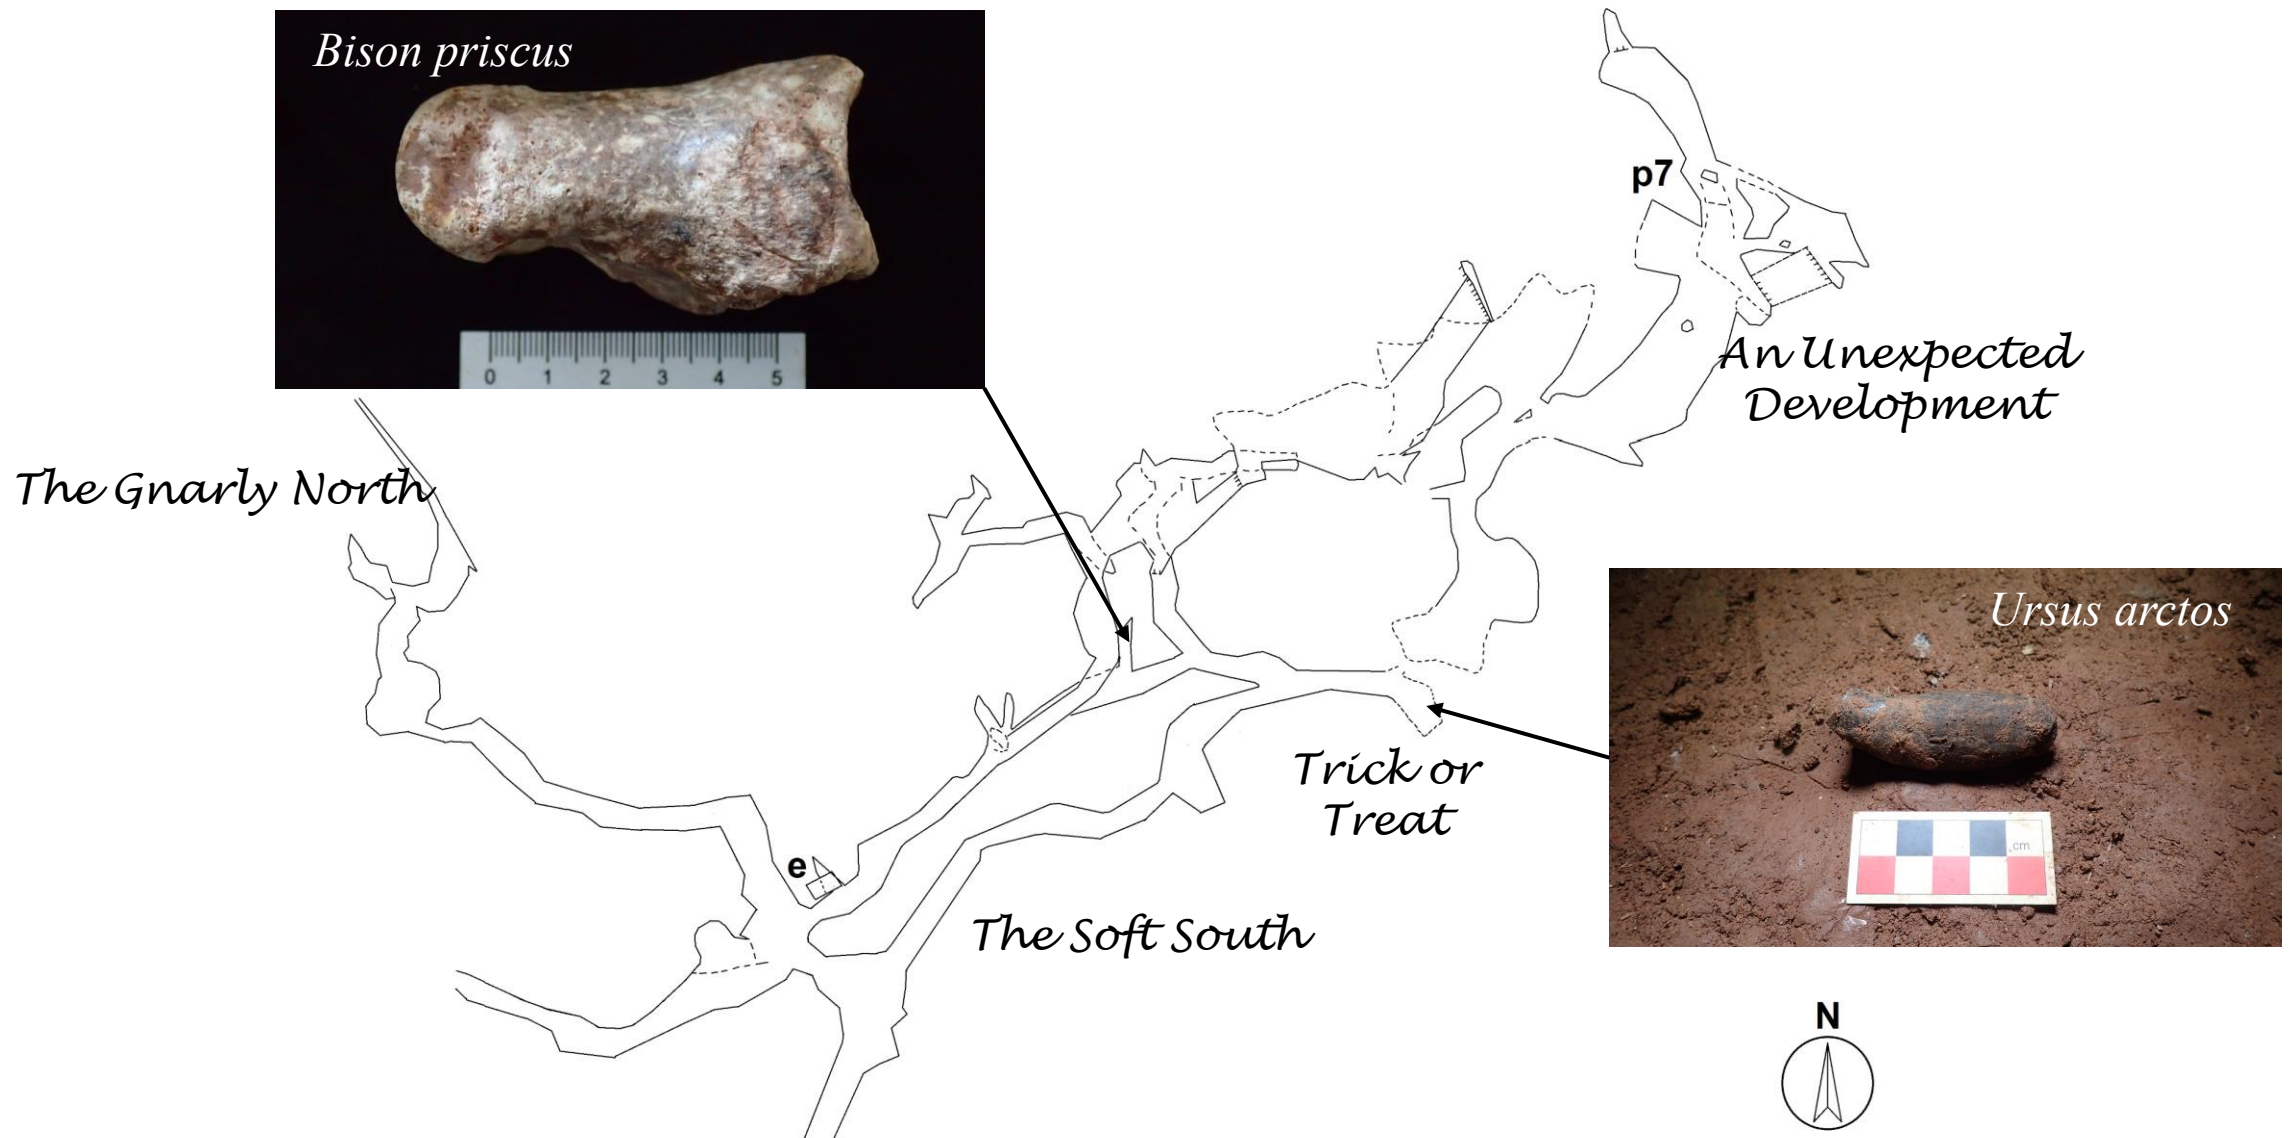 Bison priscus
0 1 2 3 4 5
p7
An Unexpected
Development
The Gnarly North
Ursus arctos
cm
Trick or
Treat
e
The Soft South
N